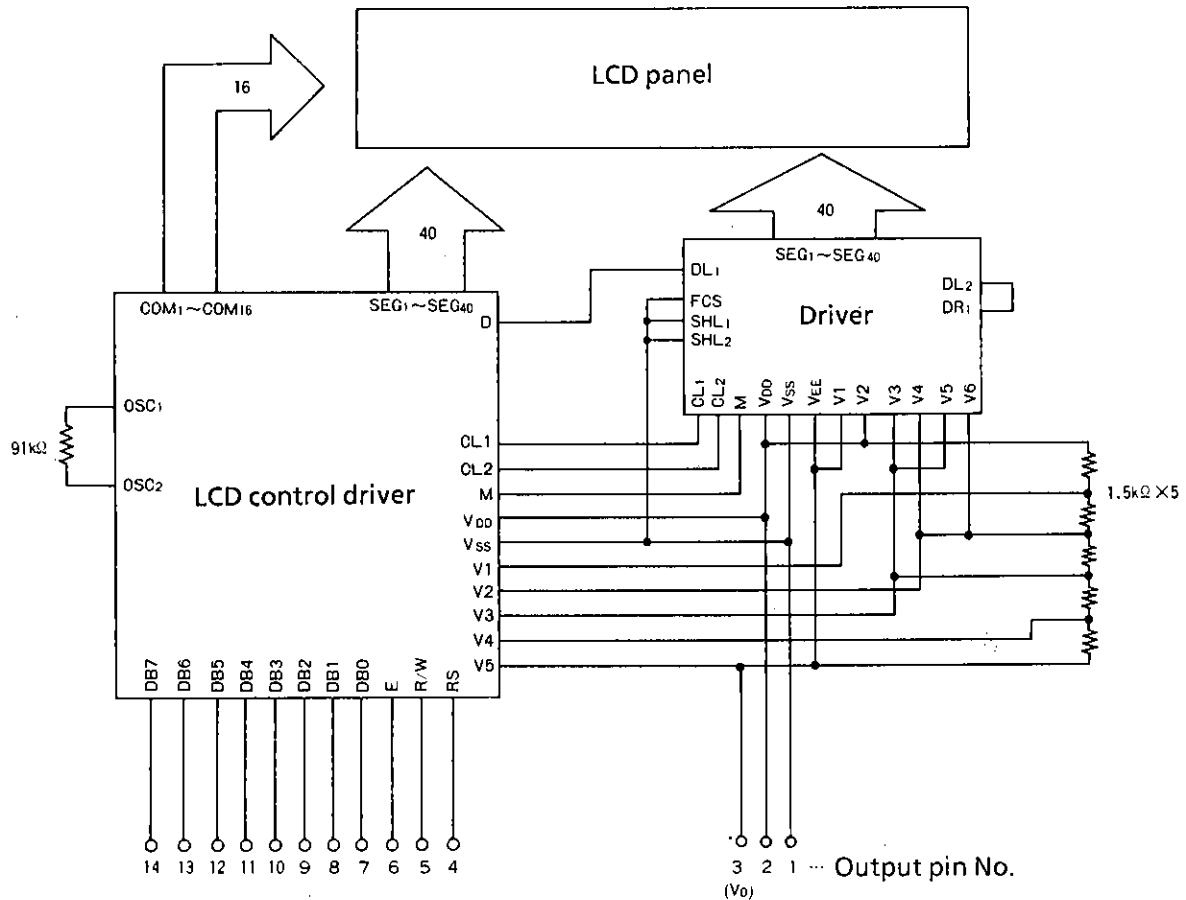 LCD panel
16
40
40
COM1~COM16
SEG1~SEG40
D
SEG1~SEG40
DL1
FCS
SHL1
SHL2
DL2
DR1
Driver
CL1
CL2
M
VDD
VSS
VEE
V1
V2
V3
V4
V5
V6
OSC1
OSC2
91kΩ
LCD control driver
CL1
CL2
M
VDD
VSS
V1
V2
V3
V4
V5
1.5kΩ×5
DB7
DB6
DB5
DB4
DB3
DB2
DB1
DB0
E
R/W
RS
14
13
12
11
10
9
8
7
6
5
4
3
2
1
... Output pin No.
(V0)